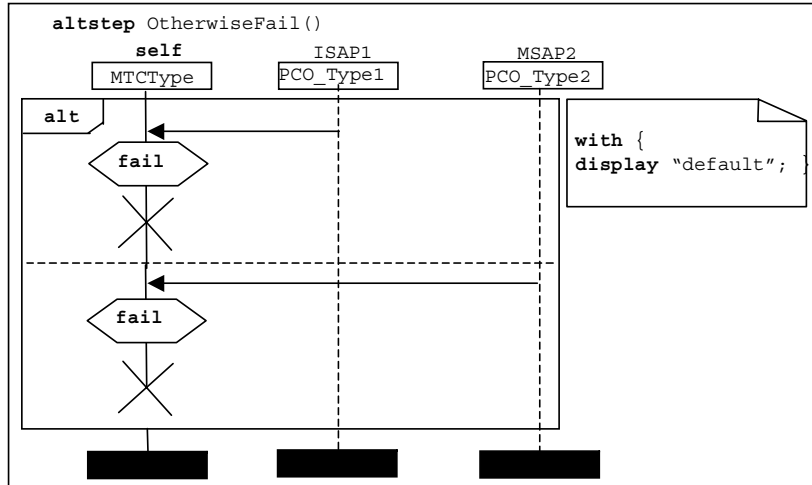 altstep OtherwiseFail()
self ISAP1 MSAP2
MTCType PCO_Type1 PCO_Type2
alt
with {
display “default”; }
fail
fail